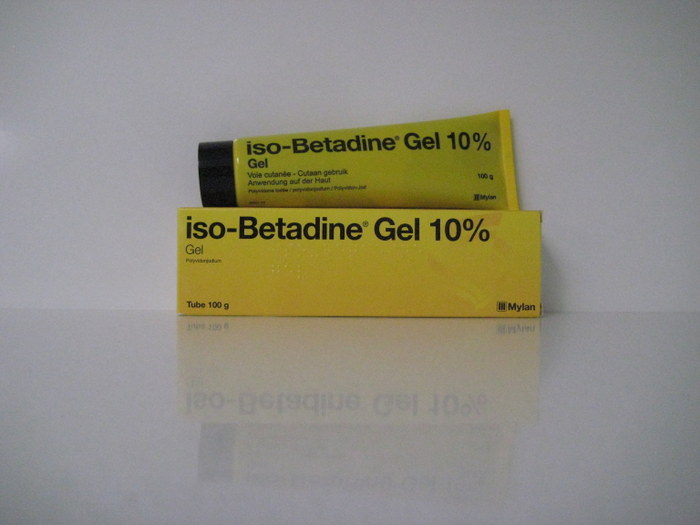 iso-Betadine® Gel 10%
Gel
Voie cutanée - Cutaan gebruik
Anwendung auf der Haut
100 g
Mylan
iso-Betadine® Gel 10%
Gel
Tube 100 g
Mylan